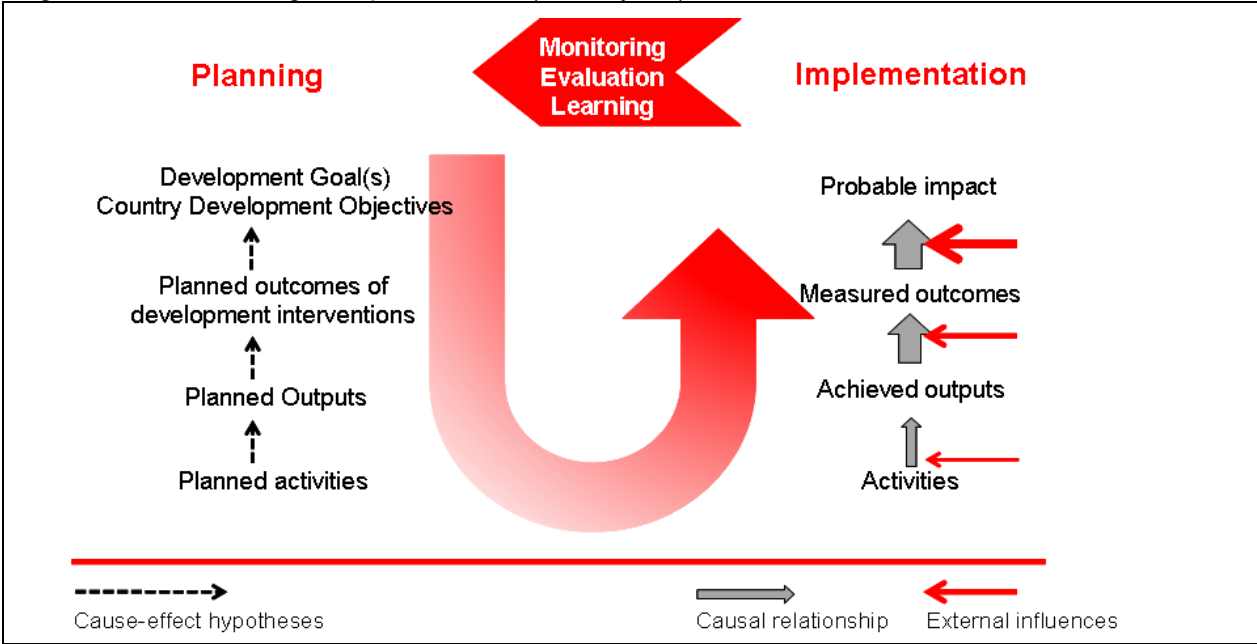 Planning
Monitoring
Evaluation
Learning
Implementation
Development Goal(s)
Country Development Objectives
Planned outcomes of
development interventions
Planned Outputs
Planned activities
Probable impact
Measured outcomes
Achieved outputs
Activities
Cause-effect hypotheses
Causal relationship
External influences